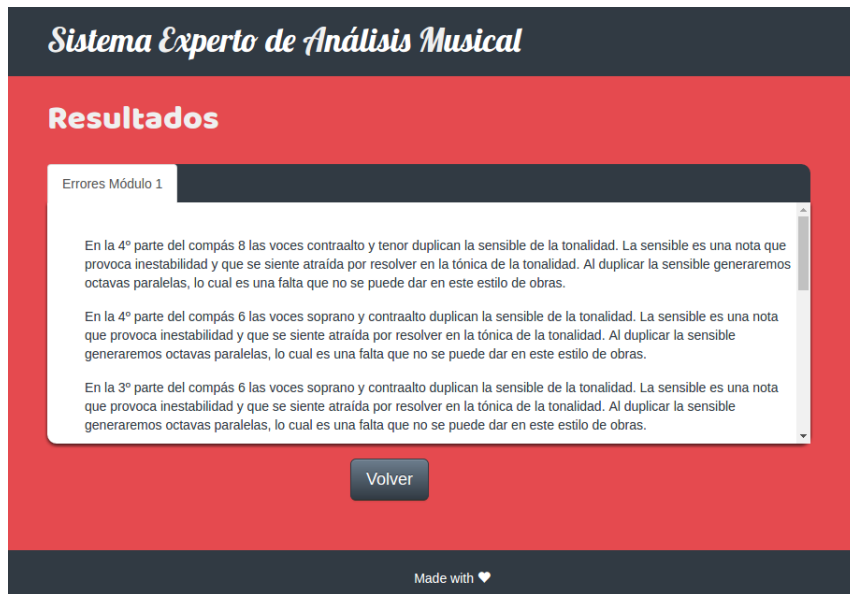 Sistema Experto de Análisis Musical
Resultados
Errores Módulo 1
En la 4º parte del compás 8 las voces contraalto y tenor duplican la sensible de la tonalidad. La sensible es una nota que
provoca inestabilidad y que se siente atraída por resolver en la tónica de la tonalidad. Al duplicar la sensible generaremos
octavas paralelas, lo cual es una falta que no se puede dar en este estilo de obras.
En la 4º parte del compás 6 las voces soprano y contraalto duplican la sensible de la tonalidad. La sensible es una nota
que provoca inestabilidad y que se siente atraída por resolver en la tónica de la tonalidad. Al duplicar la sensible
generaremos octavas paralelas, lo cual es una falta que no se puede dar en este estilo de obras.
En la 3º parte del compás 6 las voces soprano y contraalto duplican la sensible de la tonalidad. La sensible es una nota
que provoca inestabilidad y que se siente atraída por resolver en la tónica de la tonalidad. Al duplicar la sensible
generaremos octavas paralelas, lo cual es una falta que no se puede dar en este estilo de obras.
Volver
Made with ♥